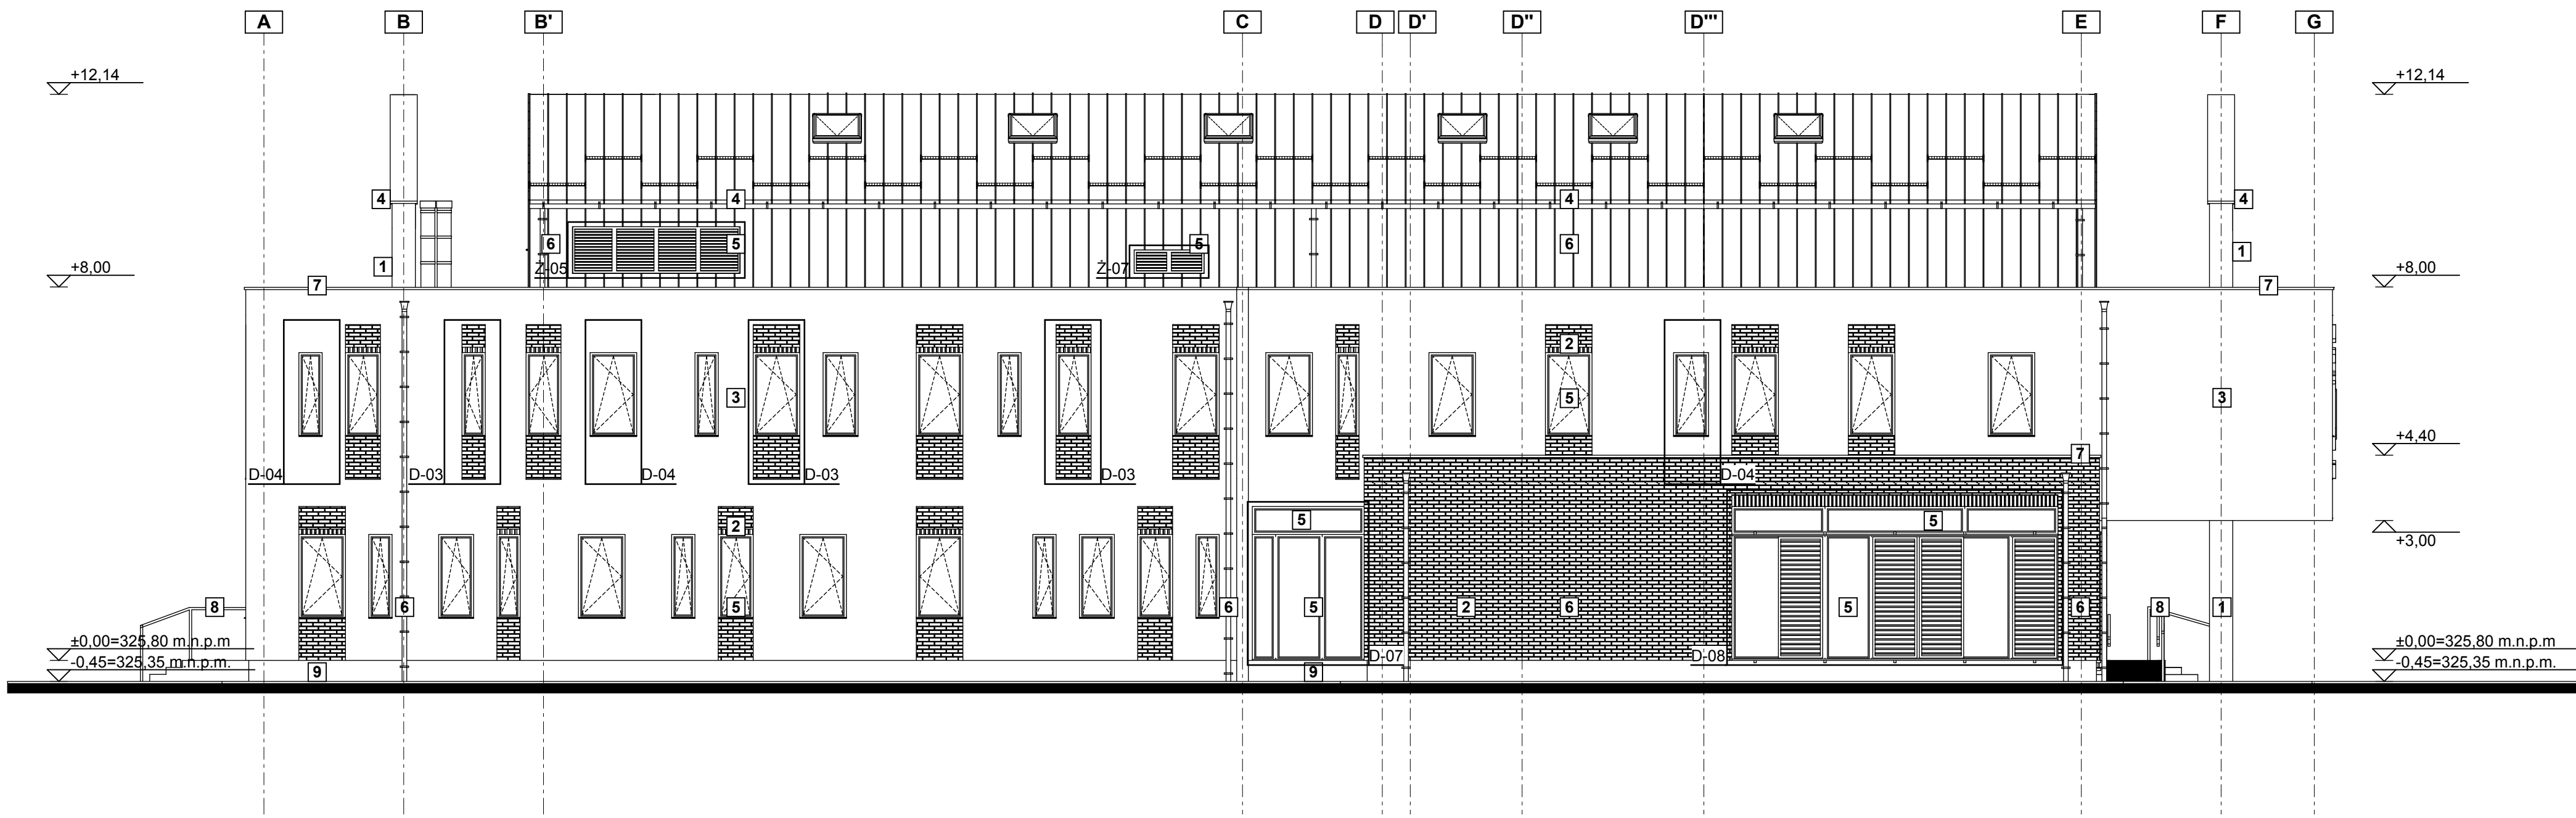 A B B' C D D' D'' D''' E F G
+12,14 +12,14
4 4 4 4
6 5 5 6 1
1 Ż-05 Ż-07
+8,00 +8,00
7 7
2
3 5 3
+4,40
7
D-04 D-03 D-04 D-03 D-03 D-04
2 5 5
+3,00
8 6 5 6 5 2 6 5 6 8 1
±0,00=325,80 m.n.p.m ±0,00=325,80 m.n.p.m
D-07 D-08
-0,45=325,35 m.n.p.m. -0,45=325,35 m.n.p.m.
9 9